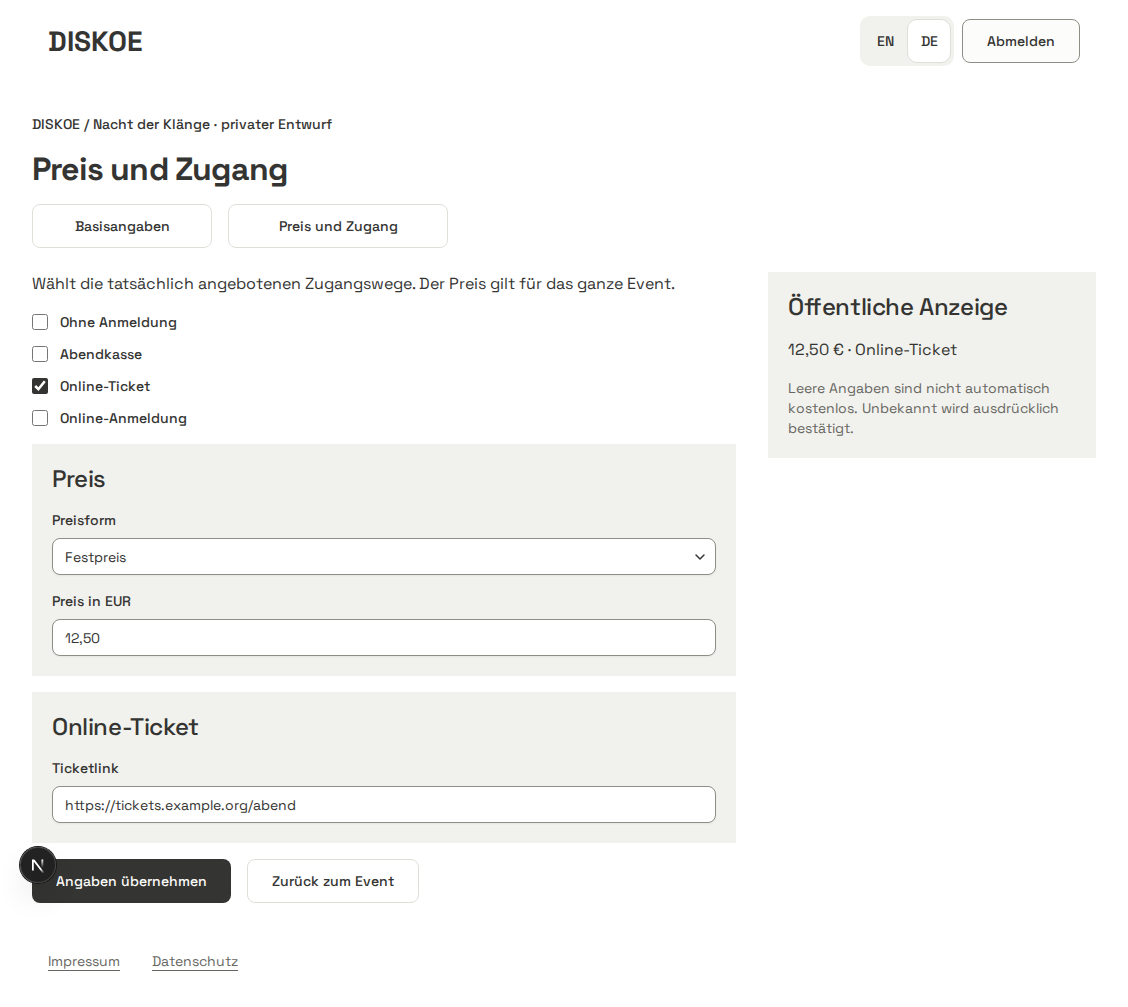 DISKOE
EN DE Abmelden
DISKOE / Nacht der Klänge · privater Entwurf
Preis und Zugang
Basisangaben Preis und Zugang
Wählt die tatsächlich angebotenen Zugangswege. Der Preis gilt für das ganze Event.
Ohne Anmeldung
Abendkasse
Online-Ticket
Online-Anmeldung
Preis
Preisform
Festpreis
Preis in EUR
12,50
Online-Ticket
Ticketlink
https://tickets.example.org/abend
N
Angaben übernehmen Zurück zum Event
Öffentliche Anzeige
12,50 € · Online-Ticket
Leere Angaben sind nicht automatisch
kostenlos. Unbekannt wird ausdrücklich
bestätigt.
Impressum Datenschutz